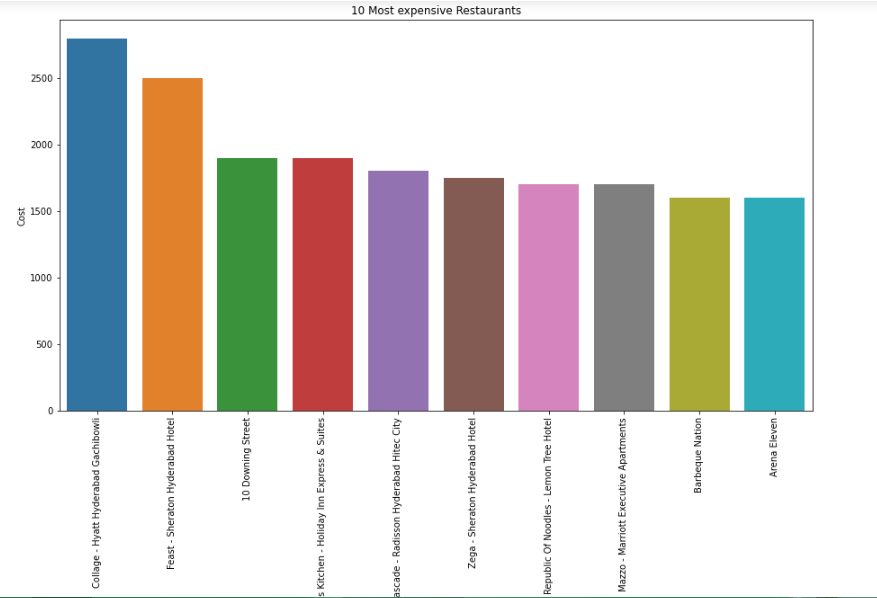 10 Most expensive Restaurants
Cost
2500
2000
1500
1000
500
0
Collage - Hyatt Hyderabad Gachibowli
Feast - Sheraton Hyderabad Hotel
10 Downing Street
s Kitchen - Holiday Inn Express & Suites
ascade - Radisson Hyderabad Hitec City
Zega - Sheraton Hyderabad Hotel
Republic Of Noodles - Lemon Tree Hotel
Mazzo - Marriott Executive Apartments
Barbeque Nation
Arena Eleven